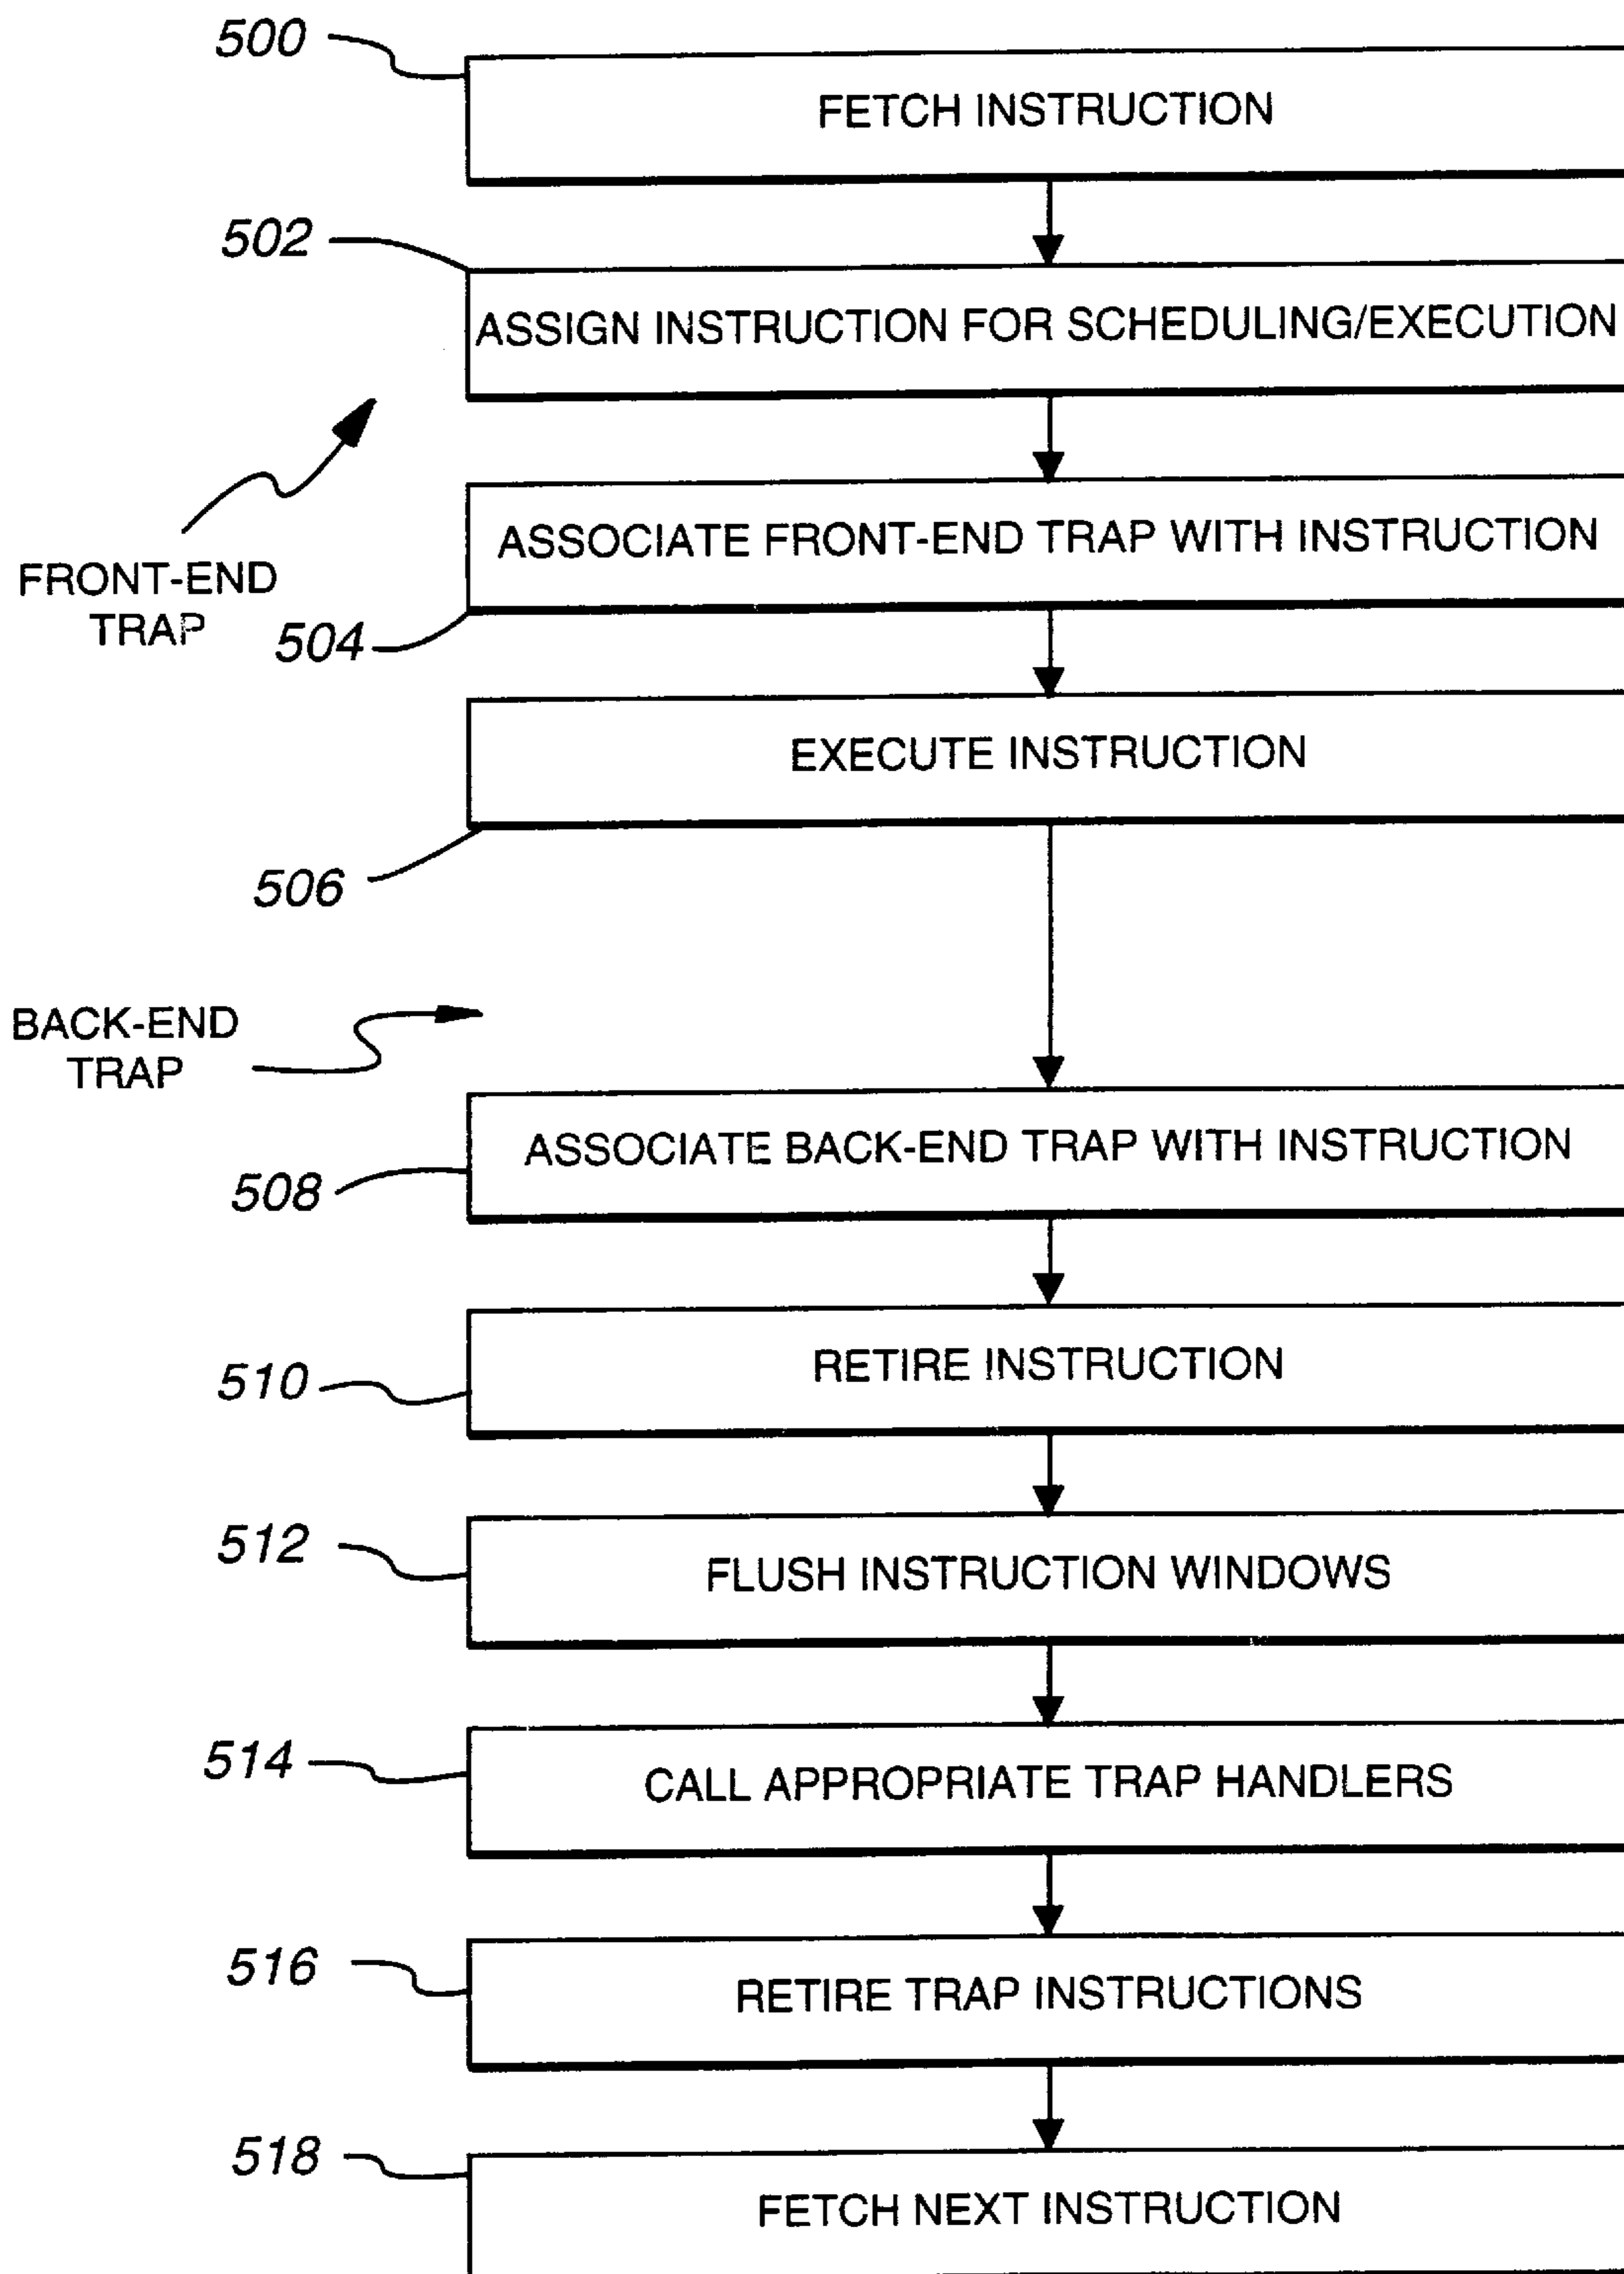 500
FETCH INSTRUCTION
502
ASSIGN INSTRUCTION FOR SCHEDULING/EXECUTION
FRONT-END
TRAP
504
ASSOCIATE FRONT-END TRAP WITH INSTRUCTION
EXECUTE INSTRUCTION
506
BACK-END
TRAP
ASSOCIATE BACK-END TRAP WITH INSTRUCTION
508
RETIRE INSTRUCTION
510
512
FLUSH INSTRUCTION WINDOWS
514
CALL APPROPRIATE TRAP HANDLERS
516
RETIRE TRAP INSTRUCTIONS
518
FETCH NEXT INSTRUCTION